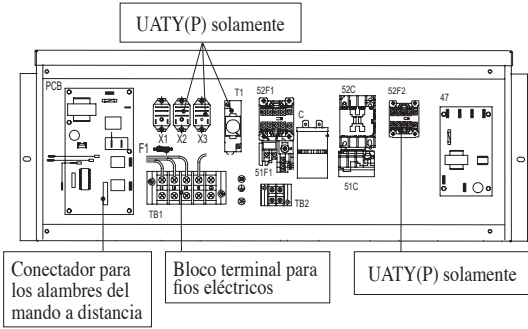 UATY(P) solamente
PCB
T1
52F1
52C
52F2
47
C
X1 X2 X3
F1
51F1
51C
TB1
TB2
Conectador para
los alambres del
mando a distancia
Bloco terminal para
fios eléctricos
UATY(P) solamente